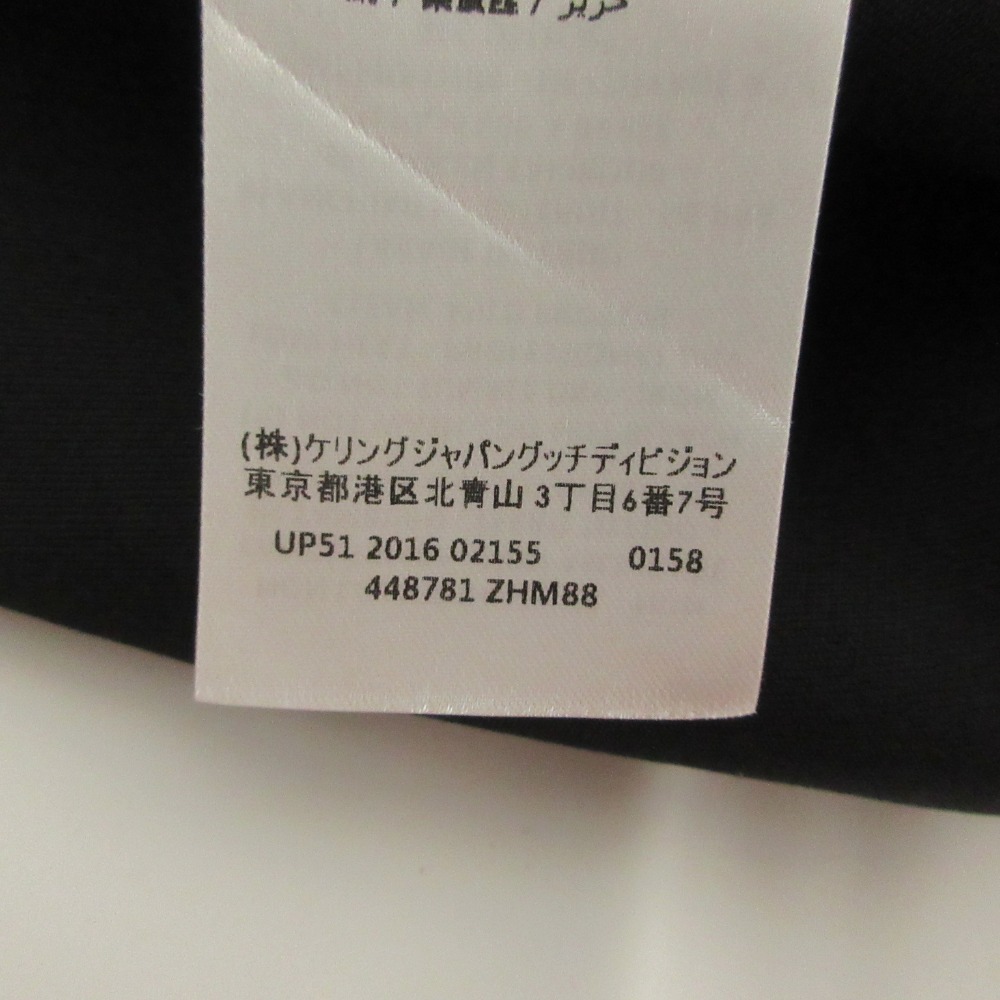 / حرير
(株)ケリングジャパングッチディビジョン
東京都港区北青山 3丁目6番7号
UP51 2016 02155 0158
448781 ZHM88